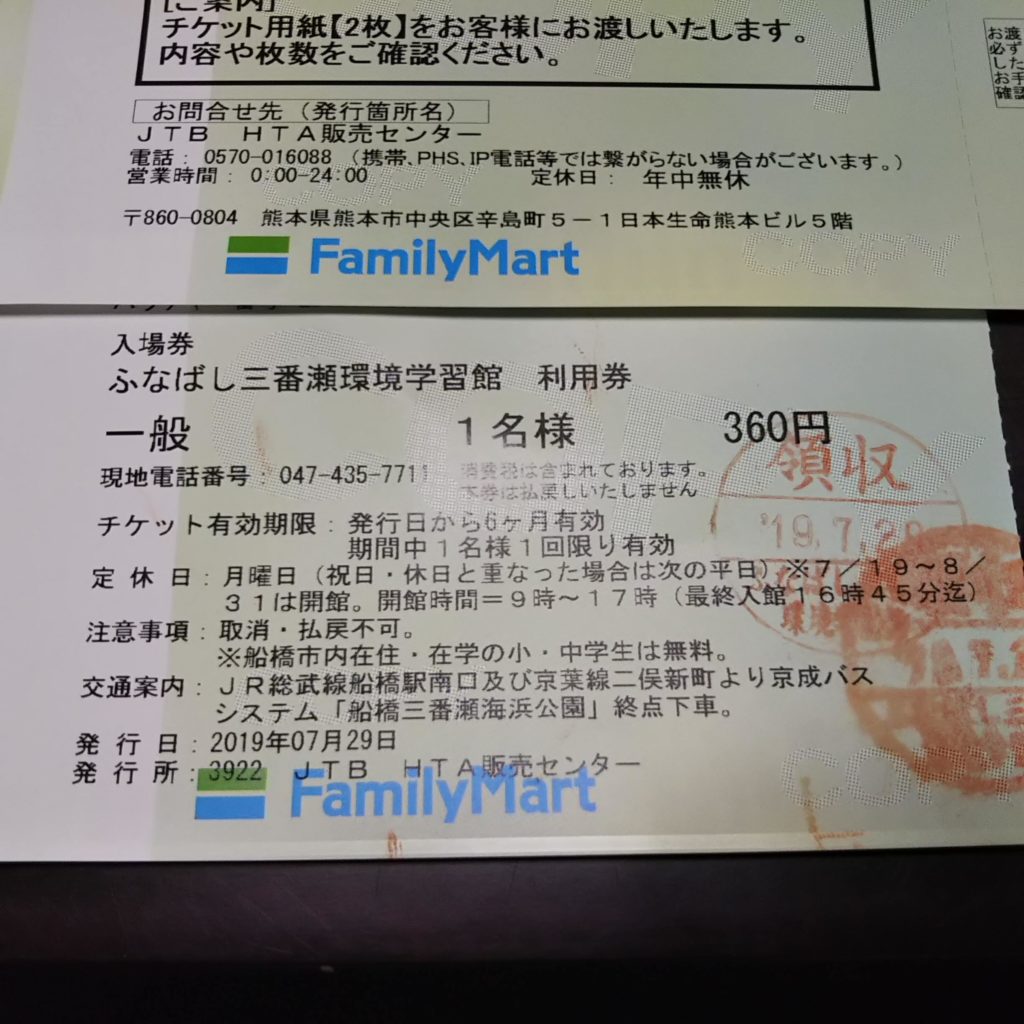 [ご案内]
チケット用紙【2枚】をお客様にお渡しいたします。
内容や枚数をご確認ください。
お渡
必ず
した
お手
確認
お問合せ先（発行箇所名）
ＪＴＢ　ＨＴＡ販売センター
電話： 0570-016088 （携帯、PHS、IP電話等では繋がらない場合がございます。）
営業時間： 0:00-24:00　定休日： 年中無休
〒860-0804 熊本県熊本市中央区辛島町５－１日本生命熊本ビル５階
FamilyMart
COPY
入場券
ふなばし三番瀬環境学習館　利用券
一般　１名様　360円
現地電話番号：047-435-7711　消費税は含まれております。
本券は払戻しいたしません
チケット有効期限：発行日から6ヶ月有効
期間中１名様１回限り有効
定休日：月曜日（祝日・休日と重なった場合は次の平日）※７／１９～８／
３１は開館。開館時間＝９時～１７時（最終入館１６時４５分迄）
注意事項：取消・払戻不可。
※船橋市内在住・在学の小・中学生は無料。
交通案内：ＪＲ総武線船橋駅南口及び京葉線二俣新町より京成バス
システム「船橋三番瀬海浜公園」終点下車。
発行日：2019年07月29日
発行所：3922　ＪＴＢ　ＨＴＡ販売センター
FamilyMart
COPY
領収
'19.7.2